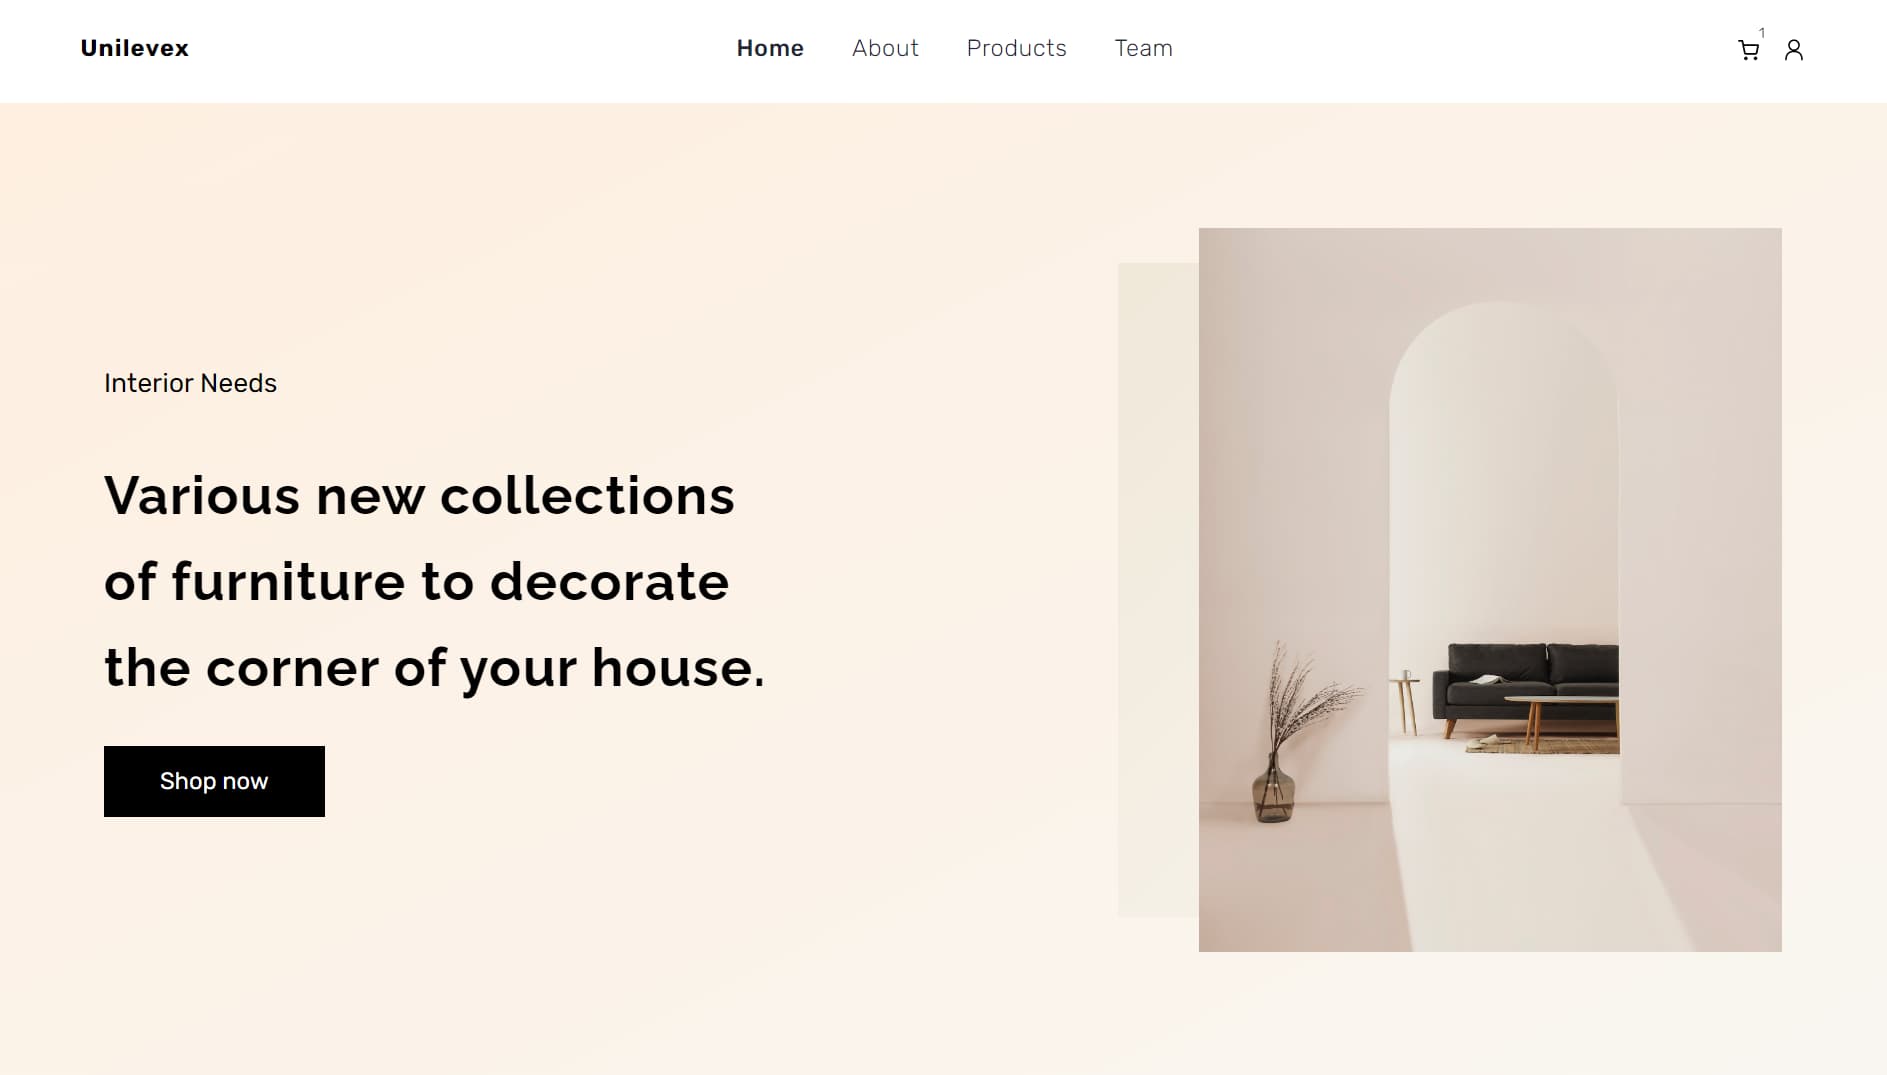 Unilevex
Home About Products Team
1
Interior Needs
Various new collections
of furniture to decorate
the corner of your house.
Shop now